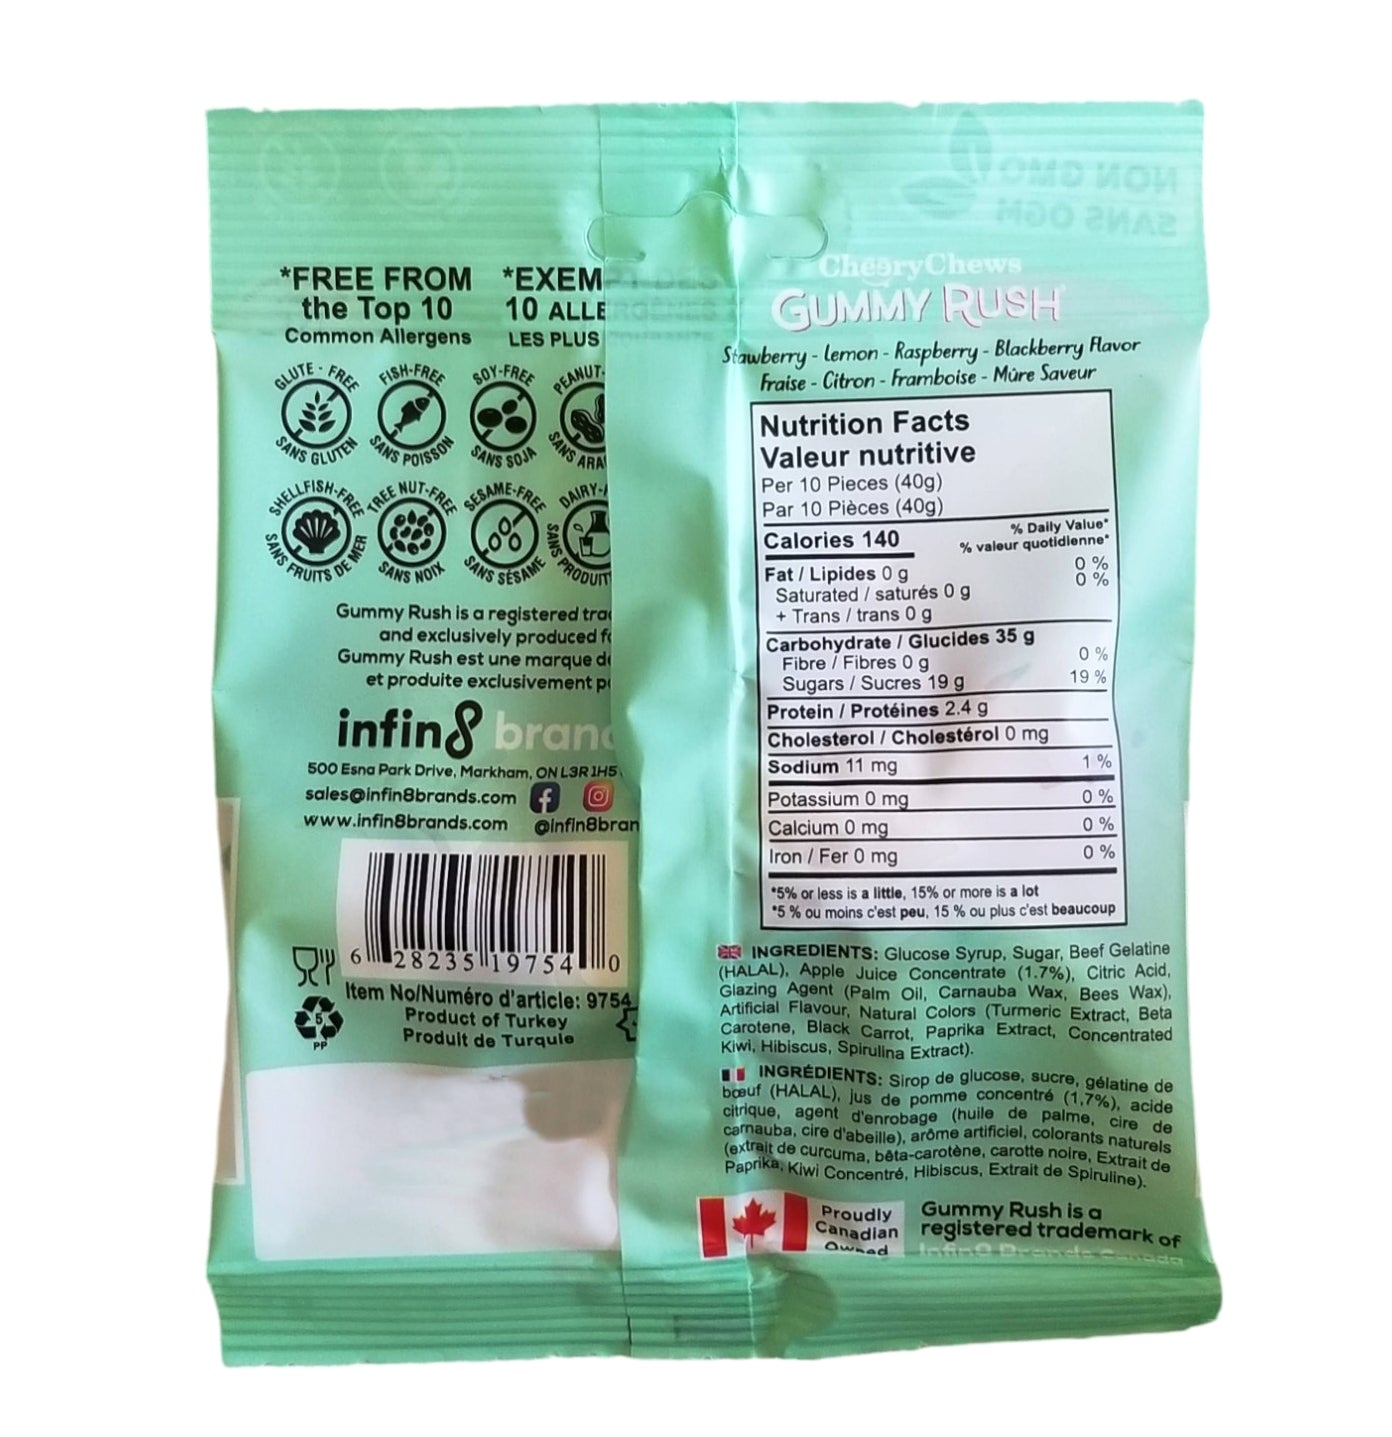 NON GMO
SANS OGM
*FREE FROM
the Top 10
Common Allergens
*EXEMPT DES
10 ALLERGÈNES
LES PLUS
GLUTE - FREE
SANS GLUTEN
FISH-FREE
SANS POISSON
SOY-FREE
SANS SOJA
PEANUT-
SANS ARA
SHELLFISH-FREE
SANS FRUITS DE MER
TREE NUT-FREE
SANS NOIX
SESAME-FREE
SANS SÉSAME
DAIRY-
SANS PRODUIT
Gummy Rush is a registered
and exclusively produced
Gummy Rush est une marque
et produite exclusivement
infin8 brand
500 Esna Park Drive, Markham, ON L3R 1H5
sales@infin8brands.com
www.infin8brands.com @infin8bran
6 28235 19754 0
Item No/Numéro d'article: 9754
Product of Turkey
Produit de Turquie
5
PP
CheeryChews
GUMMY RUSH
Stawberry - Lemon - Raspberry - Blackberry Flavor
Fraise - Citron - Framboise - Mûre Saveur
Nutrition Facts
Valeur nutritive
Per 10 Pieces (40g)
Par 10 Pièces (40g)
Calories 140
% Daily Value*
% valeur quotidienne*
Fat / Lipides 0 g 0 %
Saturated / saturés 0 g 0 %
+ Trans / trans 0 g
Carbohydrate / Glucides 35 g
Fibre / Fibres 0 g 0 %
Sugars / Sucres 19 g 19 %
Protein / Protéines 2.4 g
Cholesterol / Cholestérol 0 mg
Sodium 11 mg 1 %
Potassium 0 mg 0 %
Calcium 0 mg 0 %
Iron / Fer 0 mg 0 %
*5% or less is a little, 15% or more is a lot
*5 % ou moins c'est peu, 15 % ou plus c'est beaucoup
INGREDIENTS: Glucose Syrup, Sugar, Beef Gelatine
(HALAL), Apple Juice Concentrate (1.7%), Citric Acid,
Glazing Agent (Palm Oil, Carnauba Wax, Bees Wax),
Artificial Flavour, Natural Colors (Turmeric Extract, Beta
Carotene, Black Carrot, Paprika Extract, Concentrated
Kiwi, Hibiscus, Spirulina Extract).
INGRÉDIENTS: Sirop de glucose, sucre, gélatine de
bœuf (HALAL), jus de pomme concentré (1,7%), acide
citrique, agent d'enrobage (huile de palme, cire de
carnauba, cire d'abeille), arôme artificiel, colorants naturels
(extrait de curcuma, bêta-carotène, carotte noire, Extrait de
Paprika, Kiwi Concentré, Hibiscus, Extrait de Spiruline).
Proudly
Canadian
Owned
Gummy Rush is a
registered trademark of
Infin8 Brands Canada